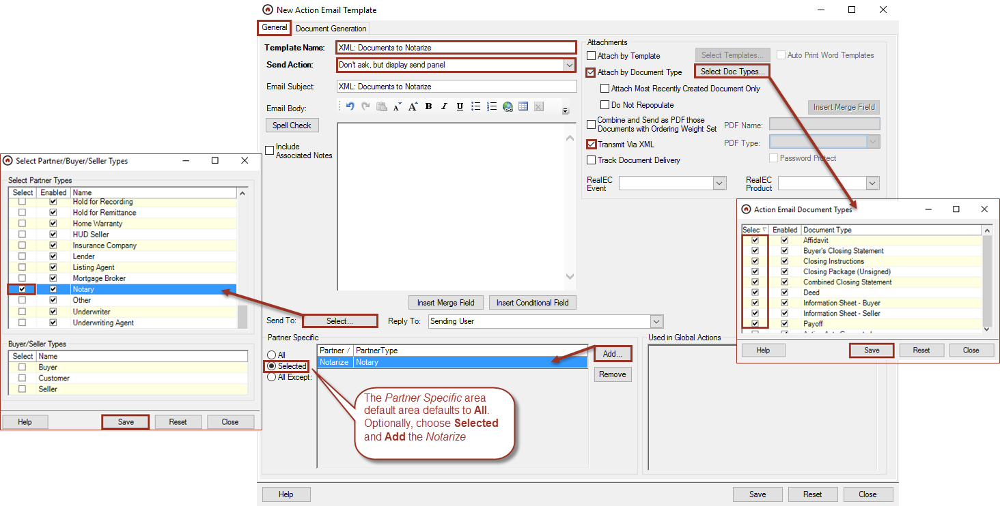 New Action Email Template
General
Document Generation
Template Name:
XML: Documents to Notarize
Send Action:
Don't ask, but display send panel
Email Subject:
XML: Documents to Notarize
Email Body:
A A B I U
Spell Check
Include
Associated Notes
Insert Merge Field
Insert Conditional Field
Send To:
Select...
Reply To:
Sending User
Attachments
Attach by Template
Select Templates...
Auto Print Word Templates
Attach by Document Type
Select Doc Types...
Attach Most Recently Created Document Only
Do Not Repopulate
Insert Merge Field
Combine and Send as PDF those
Documents with Ordering Weight Set
PDF Name:
Transmit Via XML
PDF Type:
Track Document Delivery
Password Protect
RealEC
Event
RealEC
Product
Partner Specific
All
Selected
All Except:
Partner / PartnerType
Notarize Notary
Add...
Remove
The Partner Specific area
default area defaults to All.
Optionally, choose Selected
and Add the Notarize
Used in Global Actions
Help
Save
Reset
Close
Select Partner/Buyer/Seller Types
Select Partner Types
Select Enabled Name
Hold for Recording
Hold for Remittance
Home Warranty
HUD Seller
Insurance Company
Lender
Listing Agent
Mortgage Broker
Notary
Other
Underwriter
Underwriting Agent
Buyer/Seller Types
Select Name
Buyer
Customer
Seller
Help
Save
Reset
Close
Action Email Document Types
Select Enabled Document Type
Affidavit
Buyer's Closing Statement
Closing Instructions
Closing Package (Unsigned)
Combined Closing Statement
Deed
Information Sheet - Buyer
Information Sheet - Seller
Payoff
Help
Save
Reset
Close